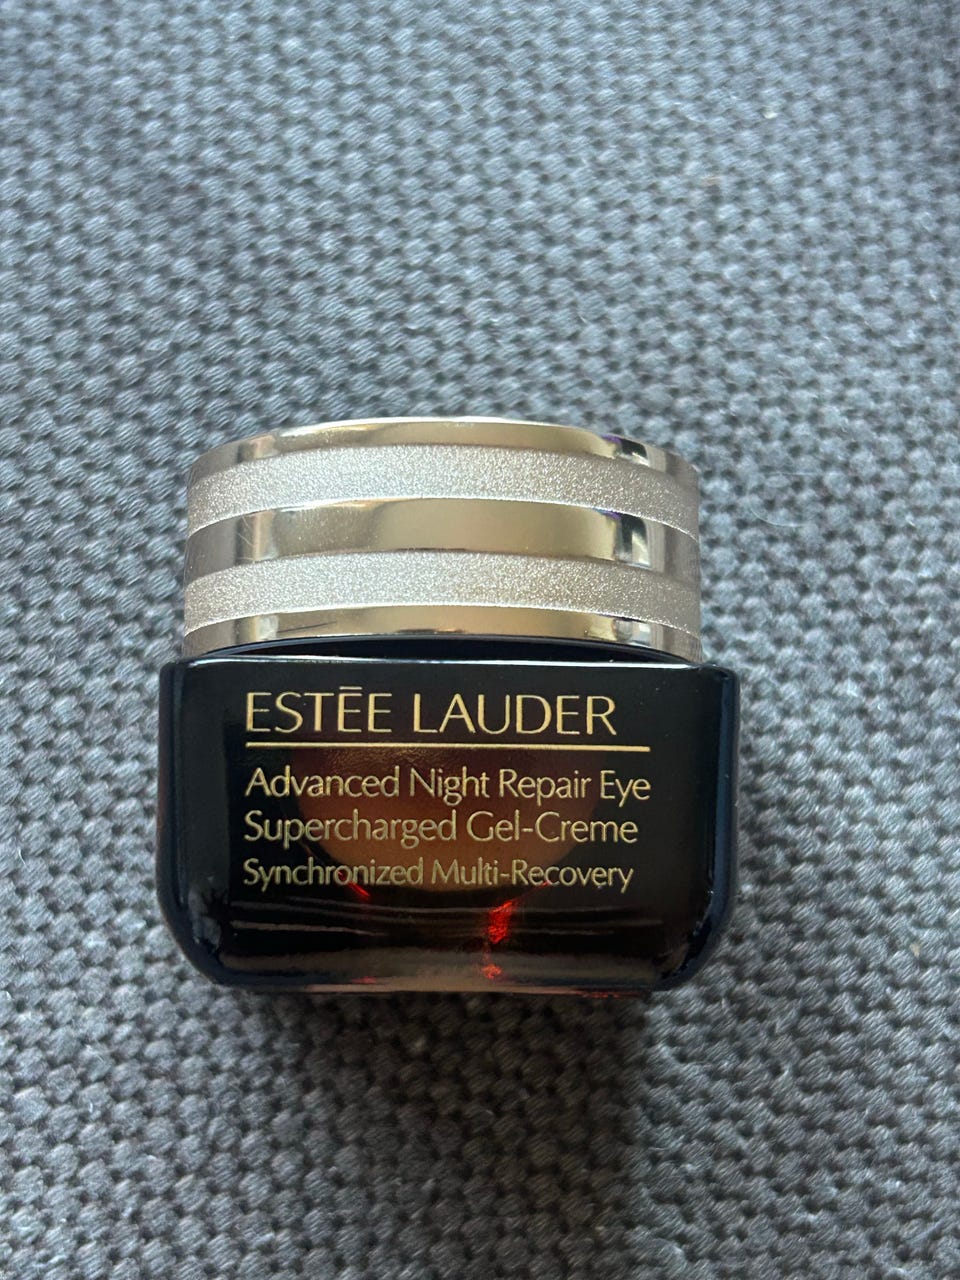 ESTĒE LAUDER
Advanced Night Repair Eye
Supercharged Gel-Creme
Synchronized Multi-Recovery